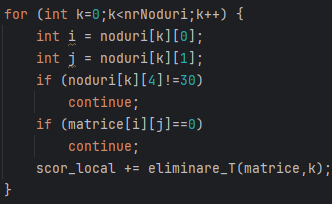 for (int k=0;k<nrNoduri;k++) {
    int i = noduri[k][0];
    int j = noduri[k][1];
    if (noduri[k][4]!=30)
        continue;
    if (matrice[i][j]==0)
        continue;
    scor_local += eliminare_T(matrice,k);
}